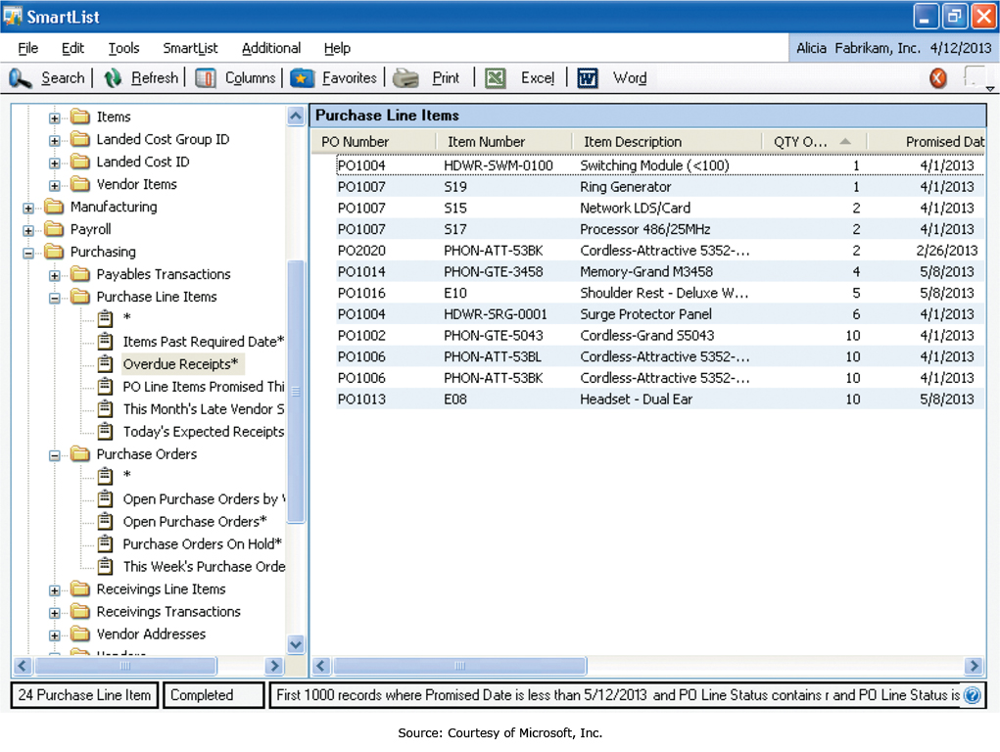 SmartList
File Edit Tools SmartList Additional Help Alicia Fabrikam, Inc. 4/12/2013
Search Refresh Columns Favorites Print Excel Word
Items
Landed Cost Group ID
Landed Cost ID
Vendor Items
Manufacturing
Payroll
Purchasing
Payables Transactions
Purchase Line Items
*
Items Past Required Date*
Overdue Receipts*
PO Line Items Promised Thi
This Month's Late Vendor S
Today's Expected Receipts
Purchase Orders
*
Open Purchase Orders by
Open Purchase Orders*
Purchase Orders On Hold*
This Week's Purchase Orde
Receivings Line Items
Receivings Transactions
Vendor Addresses
Purchase Line Items
PO Number Item Number Item Description QTY O... Promised Dat
PO1004 HDWR-SWM-0100 Switching Module (<100) 1 4/1/2013
PO1007 S19 Ring Generator 1 4/1/2013
PO1007 S15 Network LDS/Card 2 4/1/2013
PO1007 S17 Processor 486/25MHz 2 4/1/2013
PO2020 PHON-ATT-53BK Cordless-Attractive 5352-... 2 2/26/2013
PO1014 PHON-GTE-3458 Memory-Grand M3458 4 5/8/2013
PO1016 E10 Shoulder Rest - Deluxe W... 5 5/8/2013
PO1004 HDWR-SRG-0001 Surge Protector Panel 6 4/1/2013
PO1002 PHON-GTE-5043 Cordless-Grand S5043 10 4/1/2013
PO1006 PHON-ATT-53BL Cordless-Attractive 5352-... 10 4/1/2013
PO1006 PHON-ATT-53BK Cordless-Attractive 5352-... 10 4/1/2013
PO1013 E08 Headset - Dual Ear 10 5/8/2013
24 Purchase Line Item Completed First 1000 records where Promised Date is less than 5/12/2013 and PO Line Status contains r and PO Line Status is
Source: Courtesy of Microsoft, Inc.